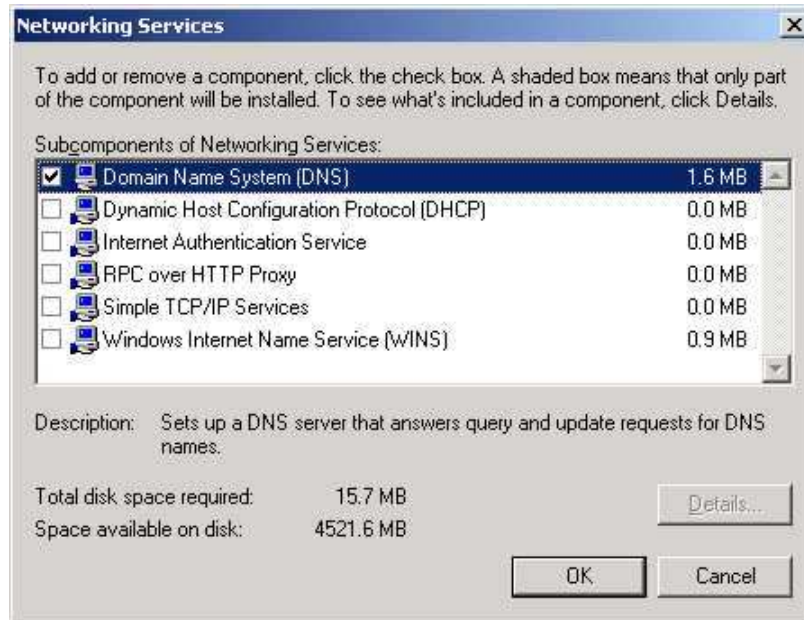 Networking Services
To add or remove a component, click the check box. A shaded box means that only part
of the component will be installed. To see what's included in a component, click Details.
Subcomponents of Networking Services:
Domain Name System (DNS) 1.6 MB
Dynamic Host Configuration Protocol (DHCP) 0.0 MB
Internet Authentication Service 0.0 MB
RPC over HTTP Proxy 0.0 MB
Simple TCP/IP Services 0.0 MB
Windows Internet Name Service (WINS) 0.9 MB
Description: Sets up a DNS server that answers query and update requests for DNS
names.
Total disk space required: 15.7 MB
Details...
Space available on disk: 4521.6 MB
OK Cancel